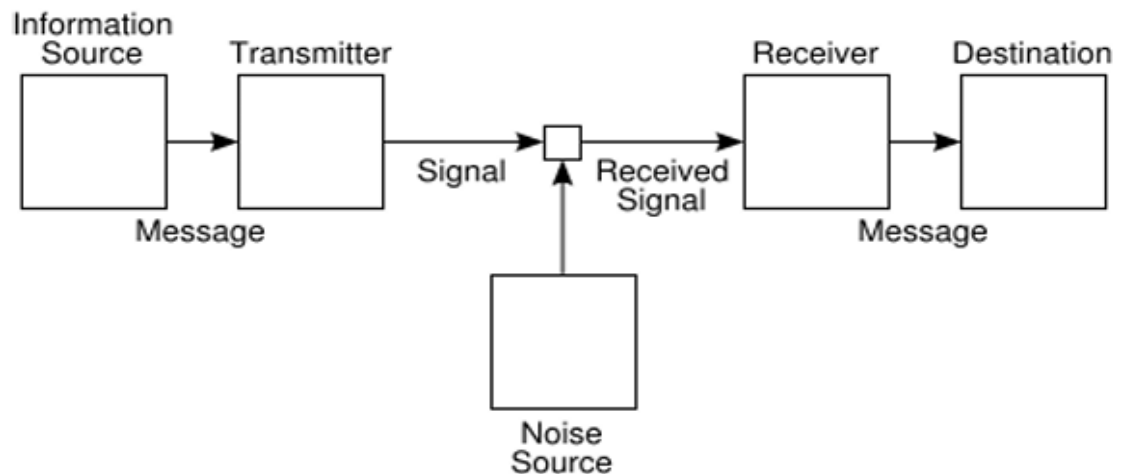 Information
Source
Transmitter
Receiver
Destination
Signal
Received
Signal
Message
Message
Noise
Source